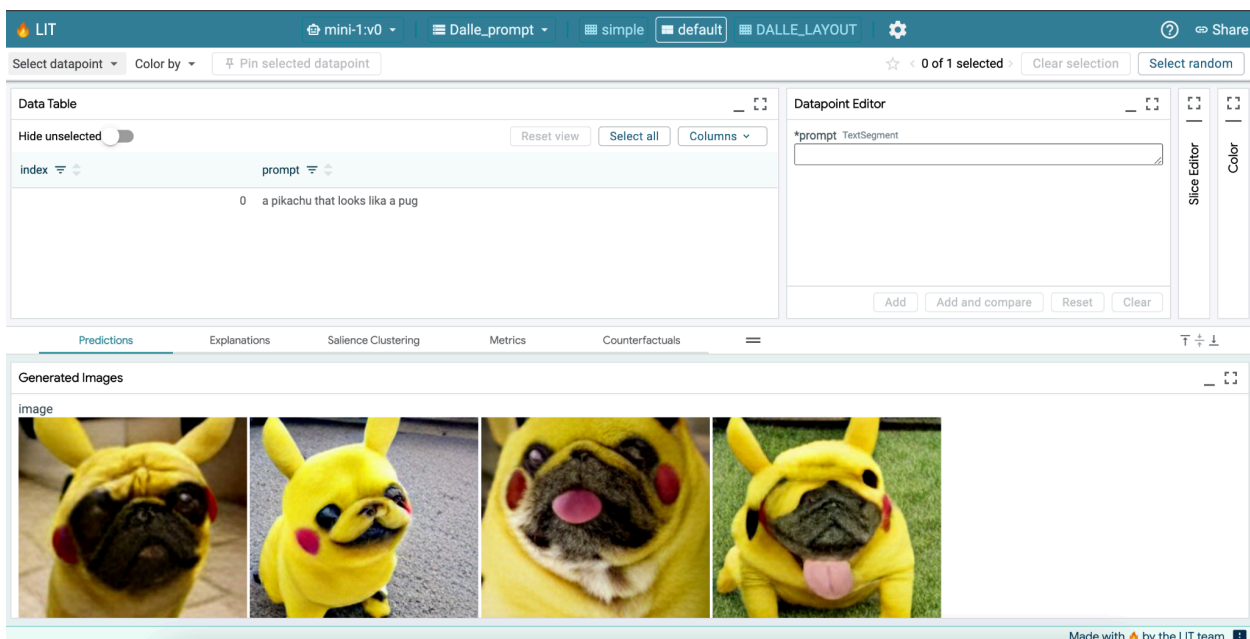 LIT mini-1:v0 Dalle_prompt simple default DALLE_LAYOUT Share
Select datapoint Color by Pin selected datapoint 0 of 1 selected Clear selection Select random
Data Table
Hide unselected Reset view Select all Columns
index prompt
0 a pikachu that looks lika a pug
Datapoint Editor
*prompt TextSegment
Add Add and compare Reset Clear
Slice Editor
Color
Predictions Explanations Salience Clustering Metrics Counterfactuals
Generated Images
image
Made with by the LIT team